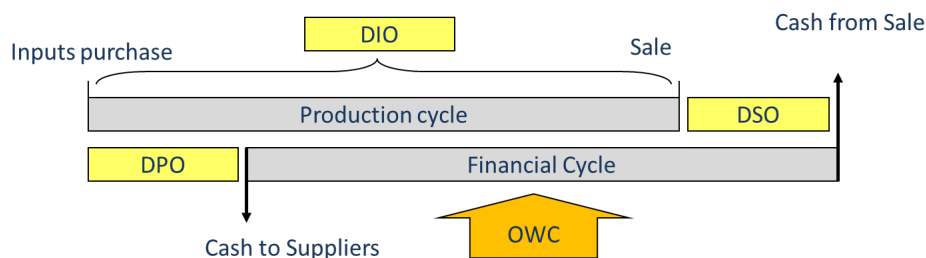 Cash from Sale
DIO
Inputs purchase
Sale
Production cycle
DSO
DPO
Financial Cycle
OWC
Cash to Suppliers